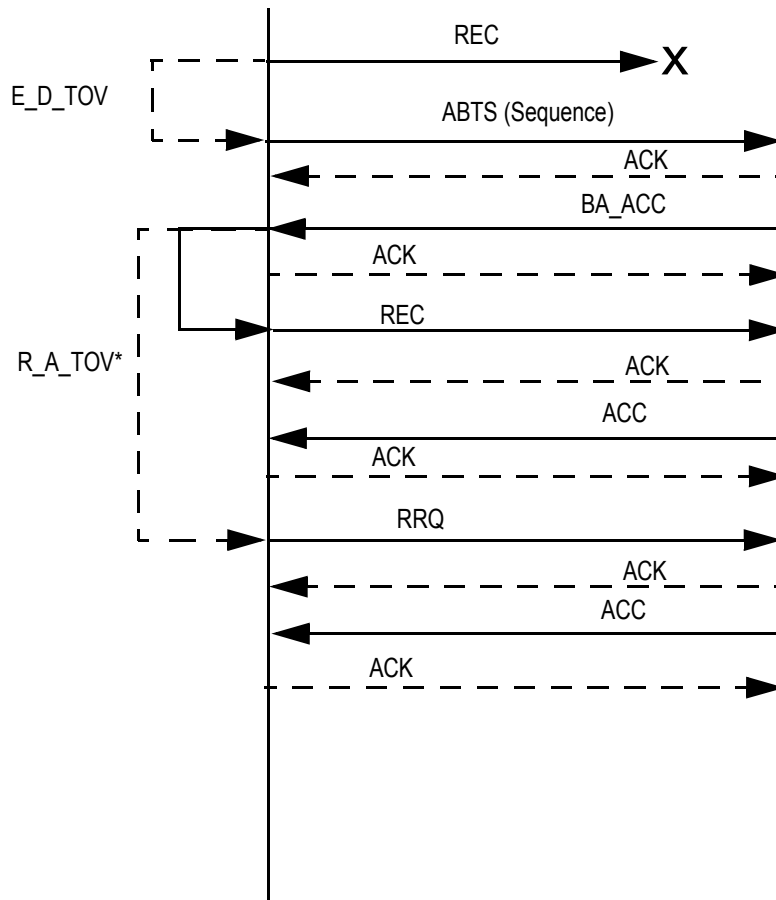 REC
X
E_D_TOV
ABTS (Sequence)
ACK
BA_ACC
ACK
REC
R_A_TOV*
ACK
ACC
ACK
RRQ
ACK
ACC
ACK